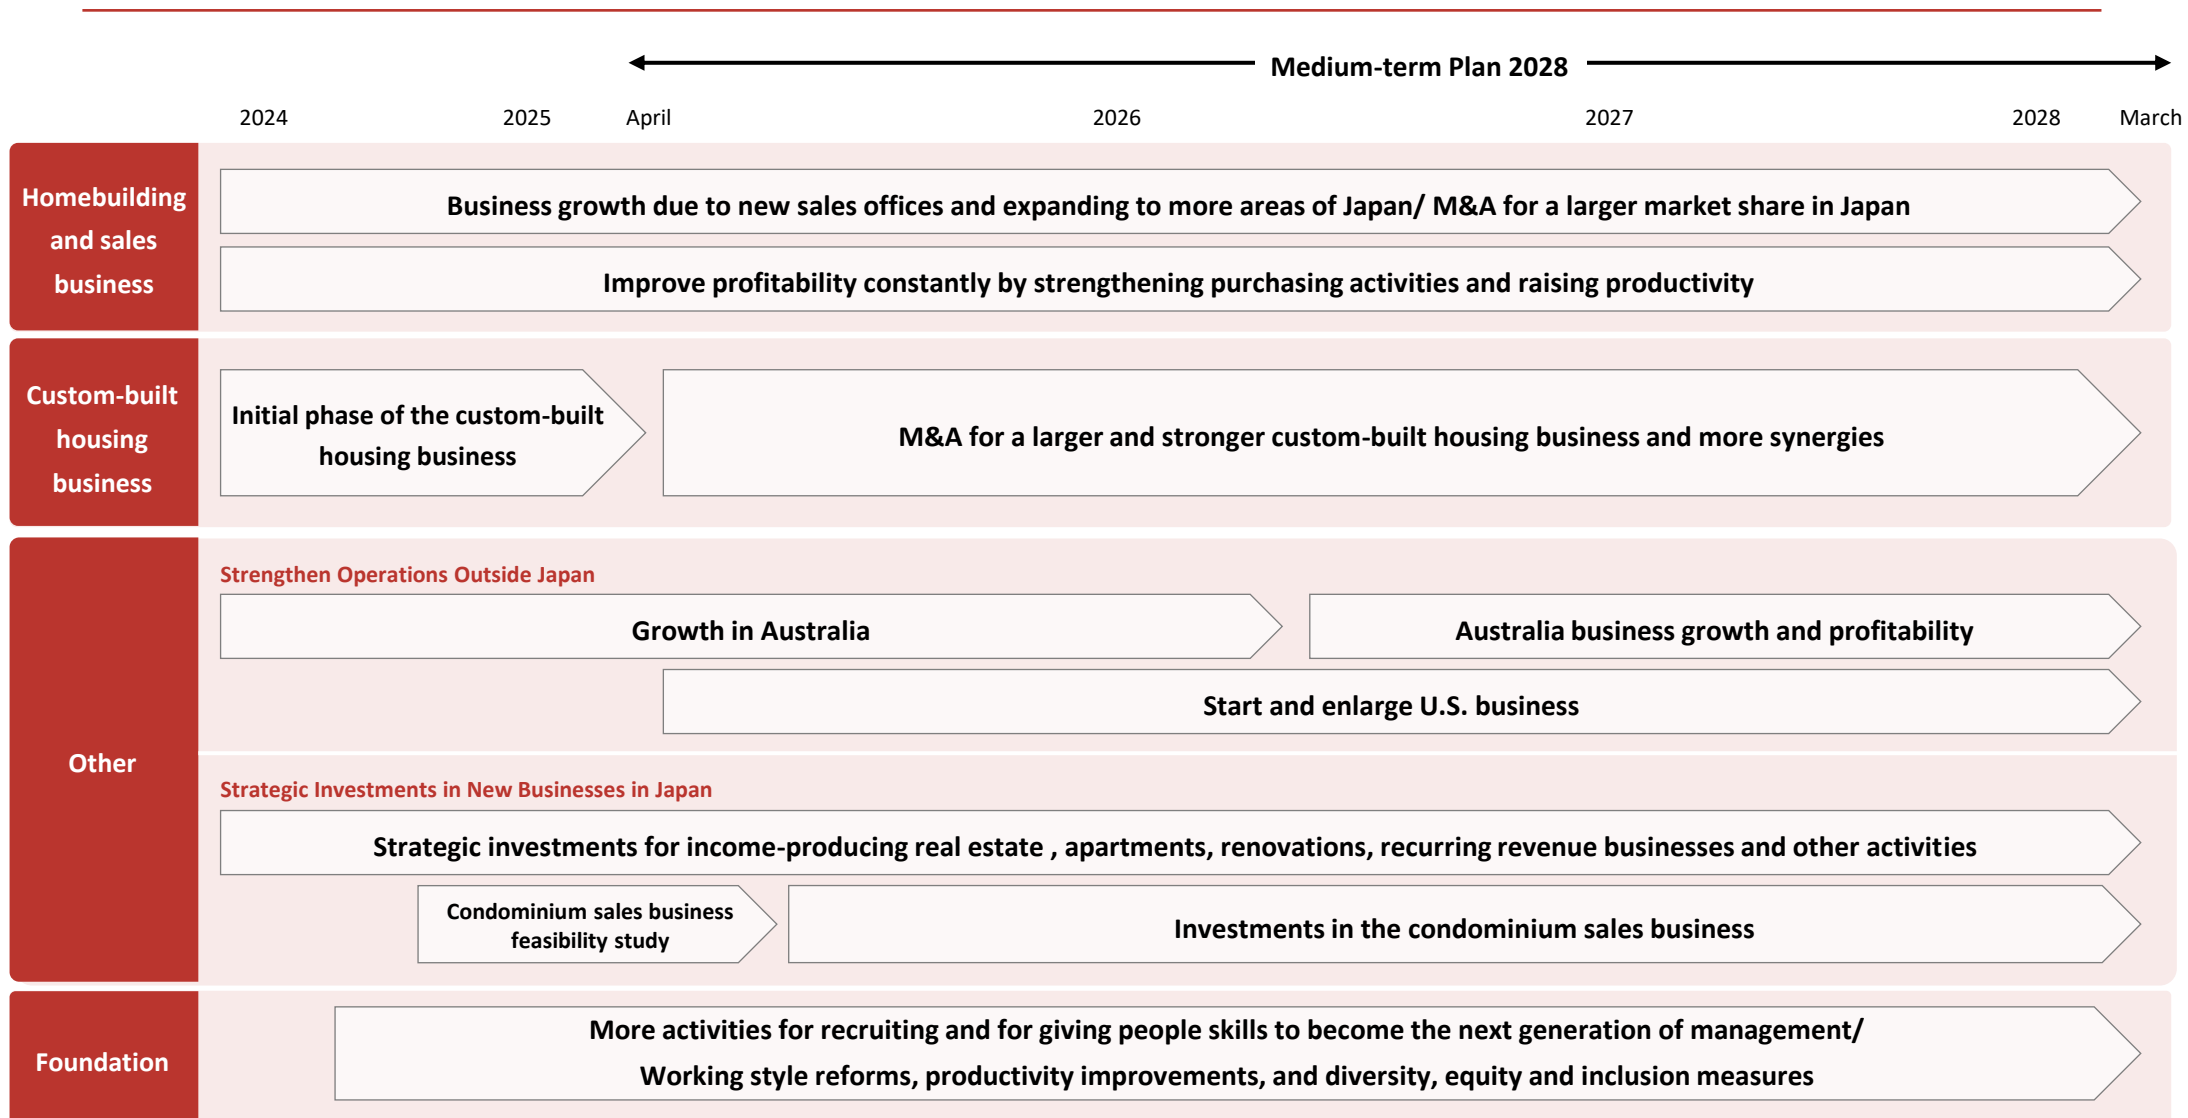 Medium-term Plan 2028
2024 2025 April 2026 2027 2028 March
Homebuilding
and sales
business
Business growth due to new sales offices and expanding to more areas of Japan/ M&A for a larger market share in Japan
Improve profitability constantly by strengthening purchasing activities and raising productivity
Custom-built
housing
business
Initial phase of the custom-built
housing business
M&A for a larger and stronger custom-built housing business and more synergies
Other
Strengthen Operations Outside Japan
Growth in Australia
Australia business growth and profitability
Start and enlarge U.S. business
Strategic Investments in New Businesses in Japan
Strategic investments for income-producing real estate , apartments, renovations, recurring revenue businesses and other activities
Condominium sales business
feasibility study
Investments in the condominium sales business
Foundation
More activities for recruiting and for giving people skills to become the next generation of management/
Working style reforms, productivity improvements, and diversity, equity and inclusion measures